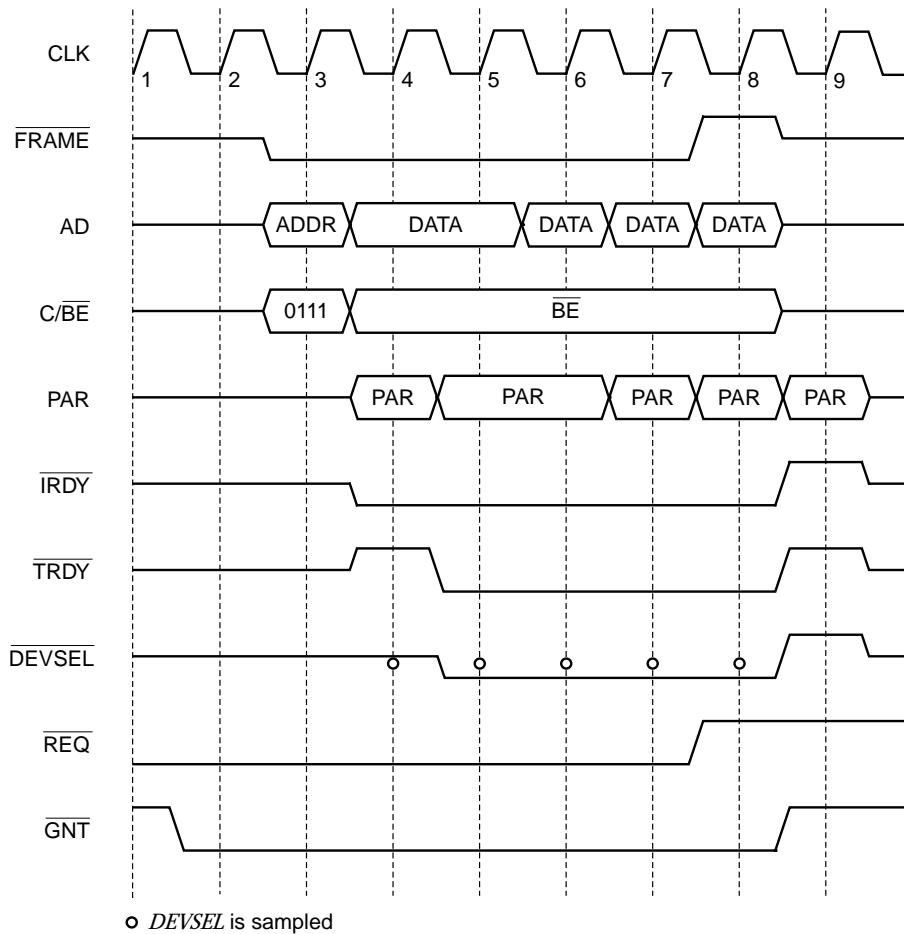 CLK
1 2 3 4 5 6 7 8 9
FRAME
AD ADDR DATA DATA DATA DATA
C/BE 0111 BE
PAR PAR PAR PAR PAR PAR
IRDY
TRDY
DEVSEL
REQ
GNT
DEVSEL is sampled